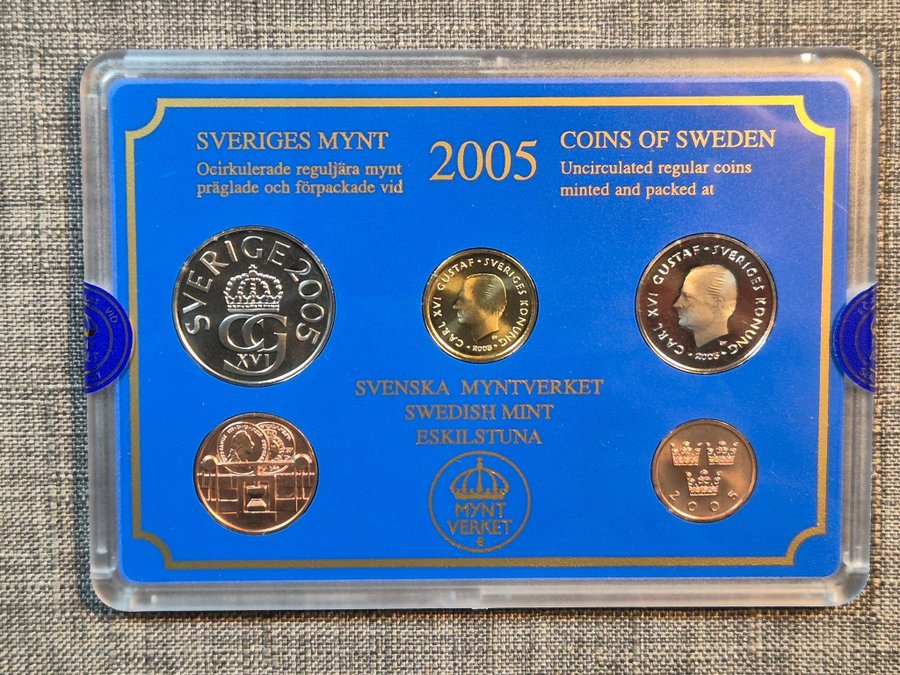 SVERIGES MYNT
Ocirkulerade reguljära mynt
präglade och förpackade vid
2005
COINS OF SWEDEN
Uncirculated regular coins
minted and packed at
SVERIGE 2005
CG
XVI
CARL XVI GUSTAF · SVERIGES KONUNG
· 2005 ·
CARL XVI GUSTAF · SVERIGES KONUNG
· 2005 ·
SVENSKA MYNTVERKET
SWEDISH MINT
ESKILSTUNA
MYNT
VERKET
E
2005